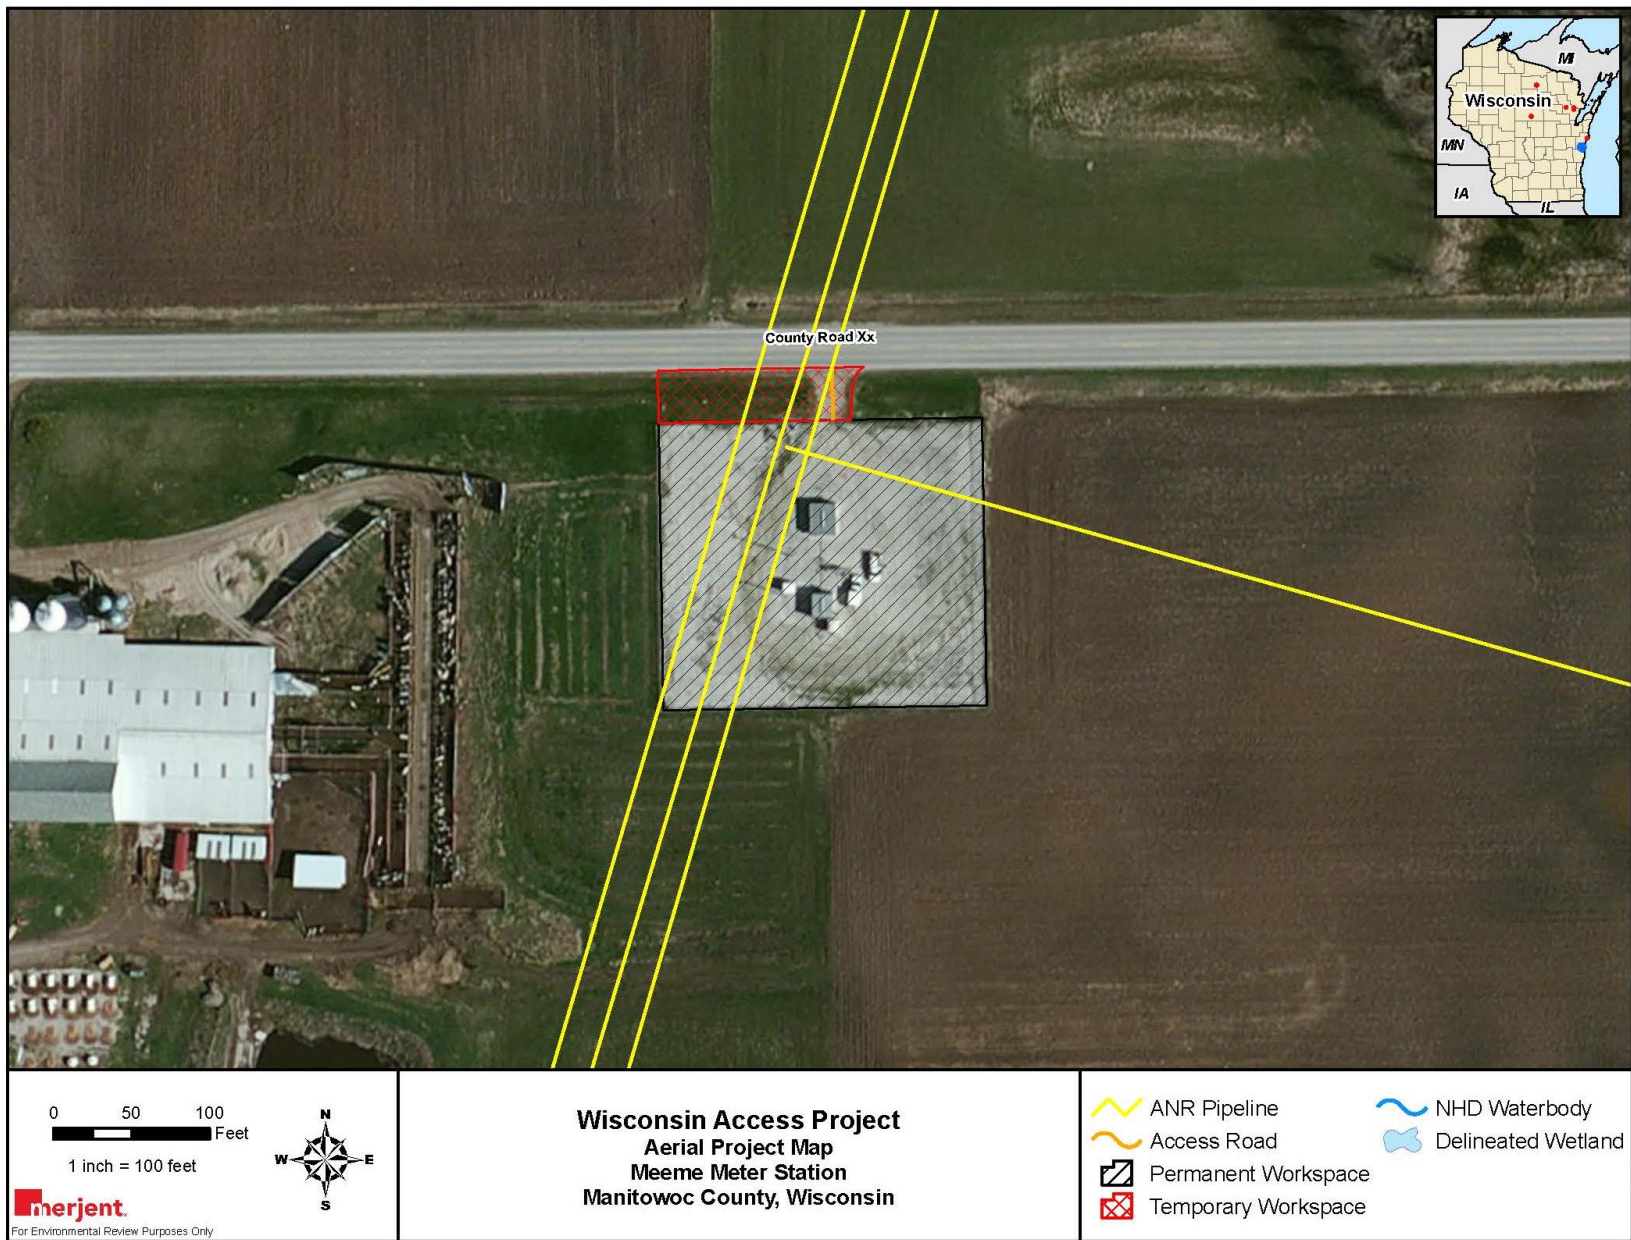 MI
Wisconsin
MN
IA
IL
County Road Xx
0 50 100
Feet
1 inch = 100 feet
N
W E
S
merjent
For Environmental Review Purposes Only
Wisconsin Access Project
Aerial Project Map
Meeme Meter Station
Manitowoc County, Wisconsin
ANR Pipeline
Access Road
Permanent Workspace
Temporary Workspace
NHD Waterbody
Delineated Wetland